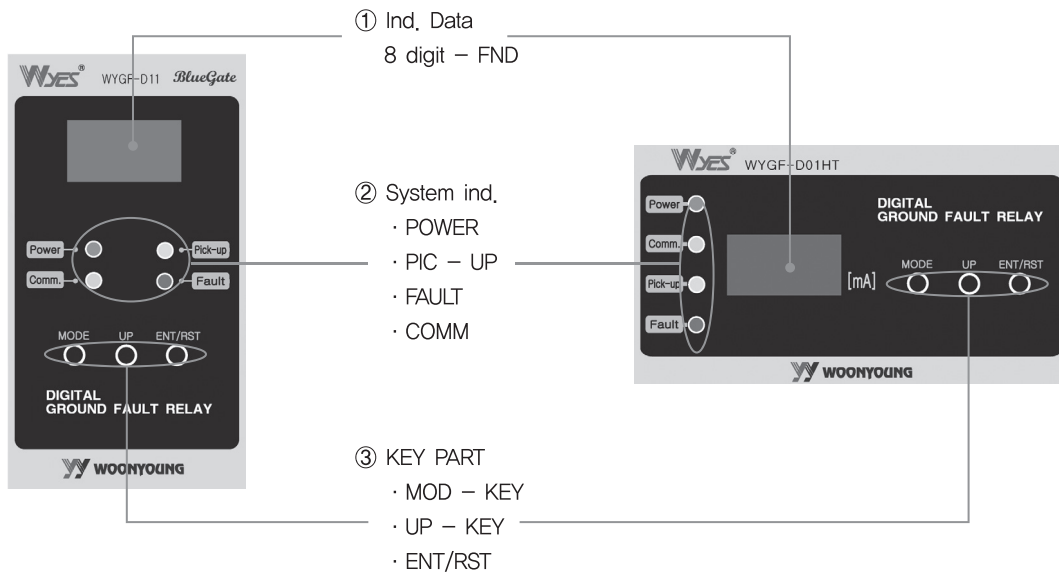 ① Ind. Data
8 digit – FND
WYES® WYGF-D11 BlueGate
Power
Pick-up
Comm.
Fault
MODE UP ENT/RST
DIGITAL
GROUND FAULT RELAY
WOONYOUNG
② System ind.
· POWER
· PIC – UP
· FAULT
· COMM
WYES® WYGF-D01HT
Power
Comm.
Pick-up
Fault
[mA]
DIGITAL
GROUND FAULT RELAY
MODE UP ENT/RST
WOONYOUNG
③ KEY PART
· MOD – KEY
· UP – KEY
· ENT/RST